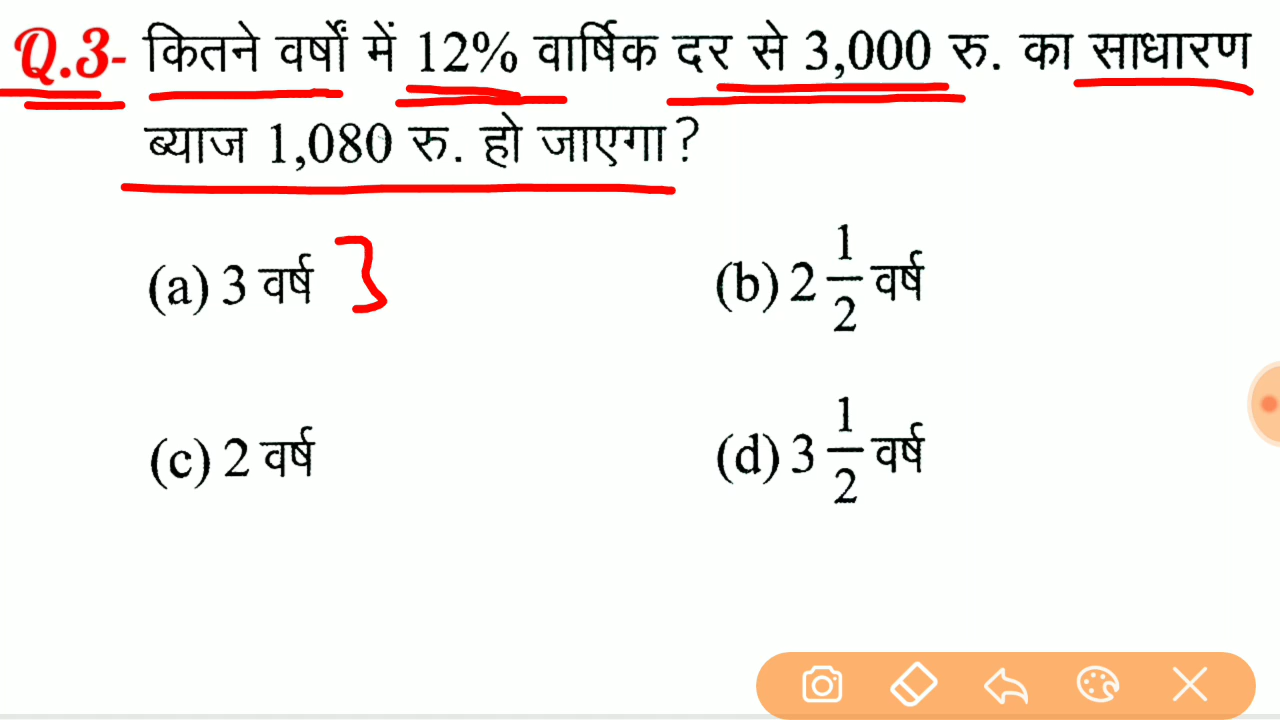 Q.3- कितने वर्षों में 12% वार्षिक दर से 3,000 रु. का साधारण
ब्याज 1,080 रु. हो जाएगा?
(a) 3 वर्ष (b) 2 1/2 वर्ष
(c) 2 वर्ष (d) 3 1/2 वर्ष